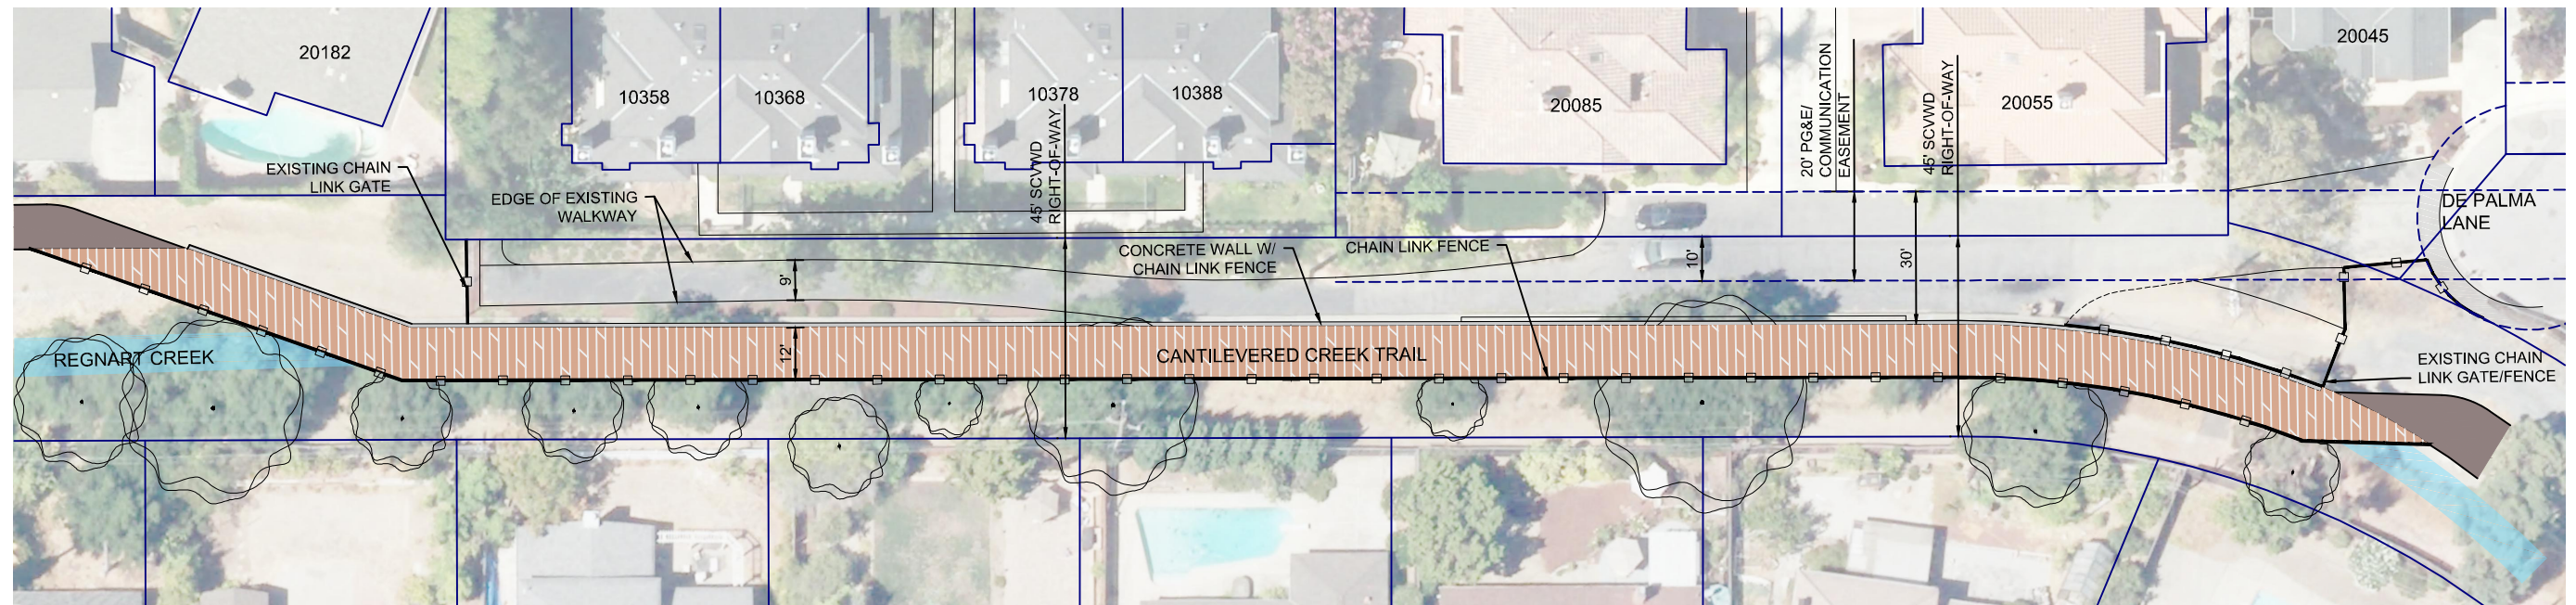 20182
10358
10368
10378
10388
20085
20' PG&E/
COMMUNICATION
EASEMENT
45' SCVWD
RIGHT-OF-WAY
20055
20045
EXISTING CHAIN
LINK GATE
EDGE OF EXISTING
WALKWAY
45' SCVWD
RIGHT-OF-WAY
CONCRETE WALL W/
CHAIN LINK FENCE
CHAIN LINK FENCE
9'
10'
30'
DE PALMA
LANE
REGNART CREEK
12'
CANTILEVERED CREEK TRAIL
EXISTING CHAIN
LINK GATE/FENCE